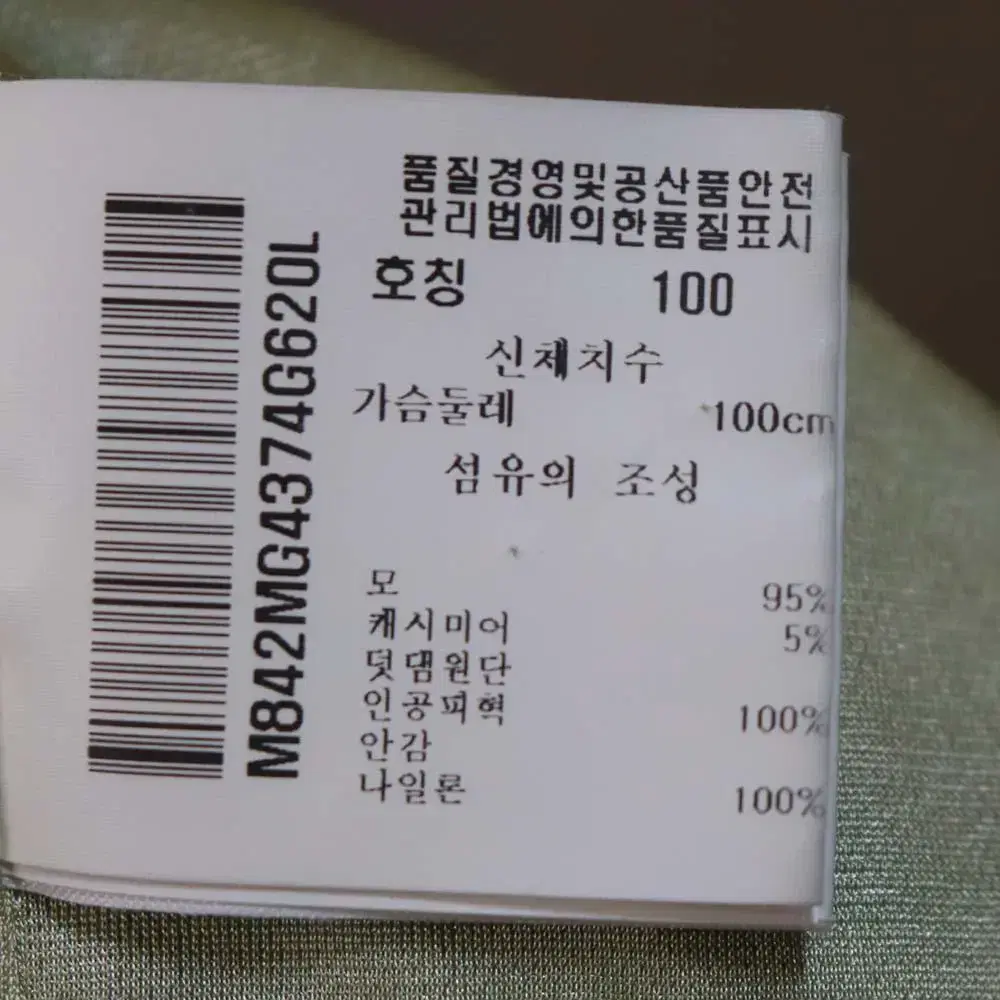 품질경영및공산품안전
관리법에의한품질표시
호칭 100
신체치수
가슴둘레 100cm
섬유의 조성
모 95%
캐시미어 5%
덧댐원단
인공피혁 100%
안감
나일론 100%
M842MG4374G620L